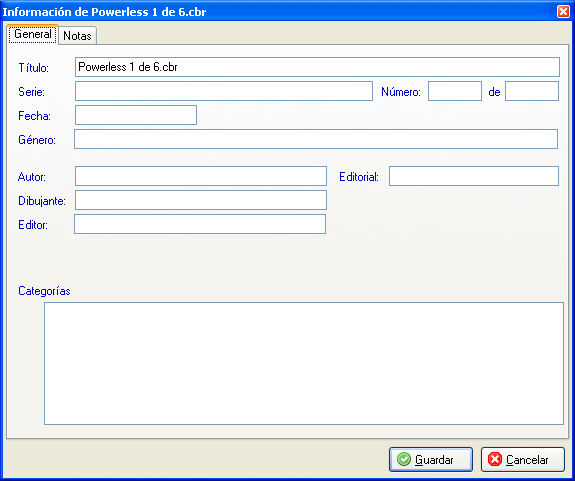 Información de Powerless 1 de 6.cbr
General Notas
Título: Powerless 1 de 6.cbr
Serie: Número: de
Fecha:
Género:
Autor: Editorial:
Dibujante:
Editor:
Categorías
Guardar Cancelar